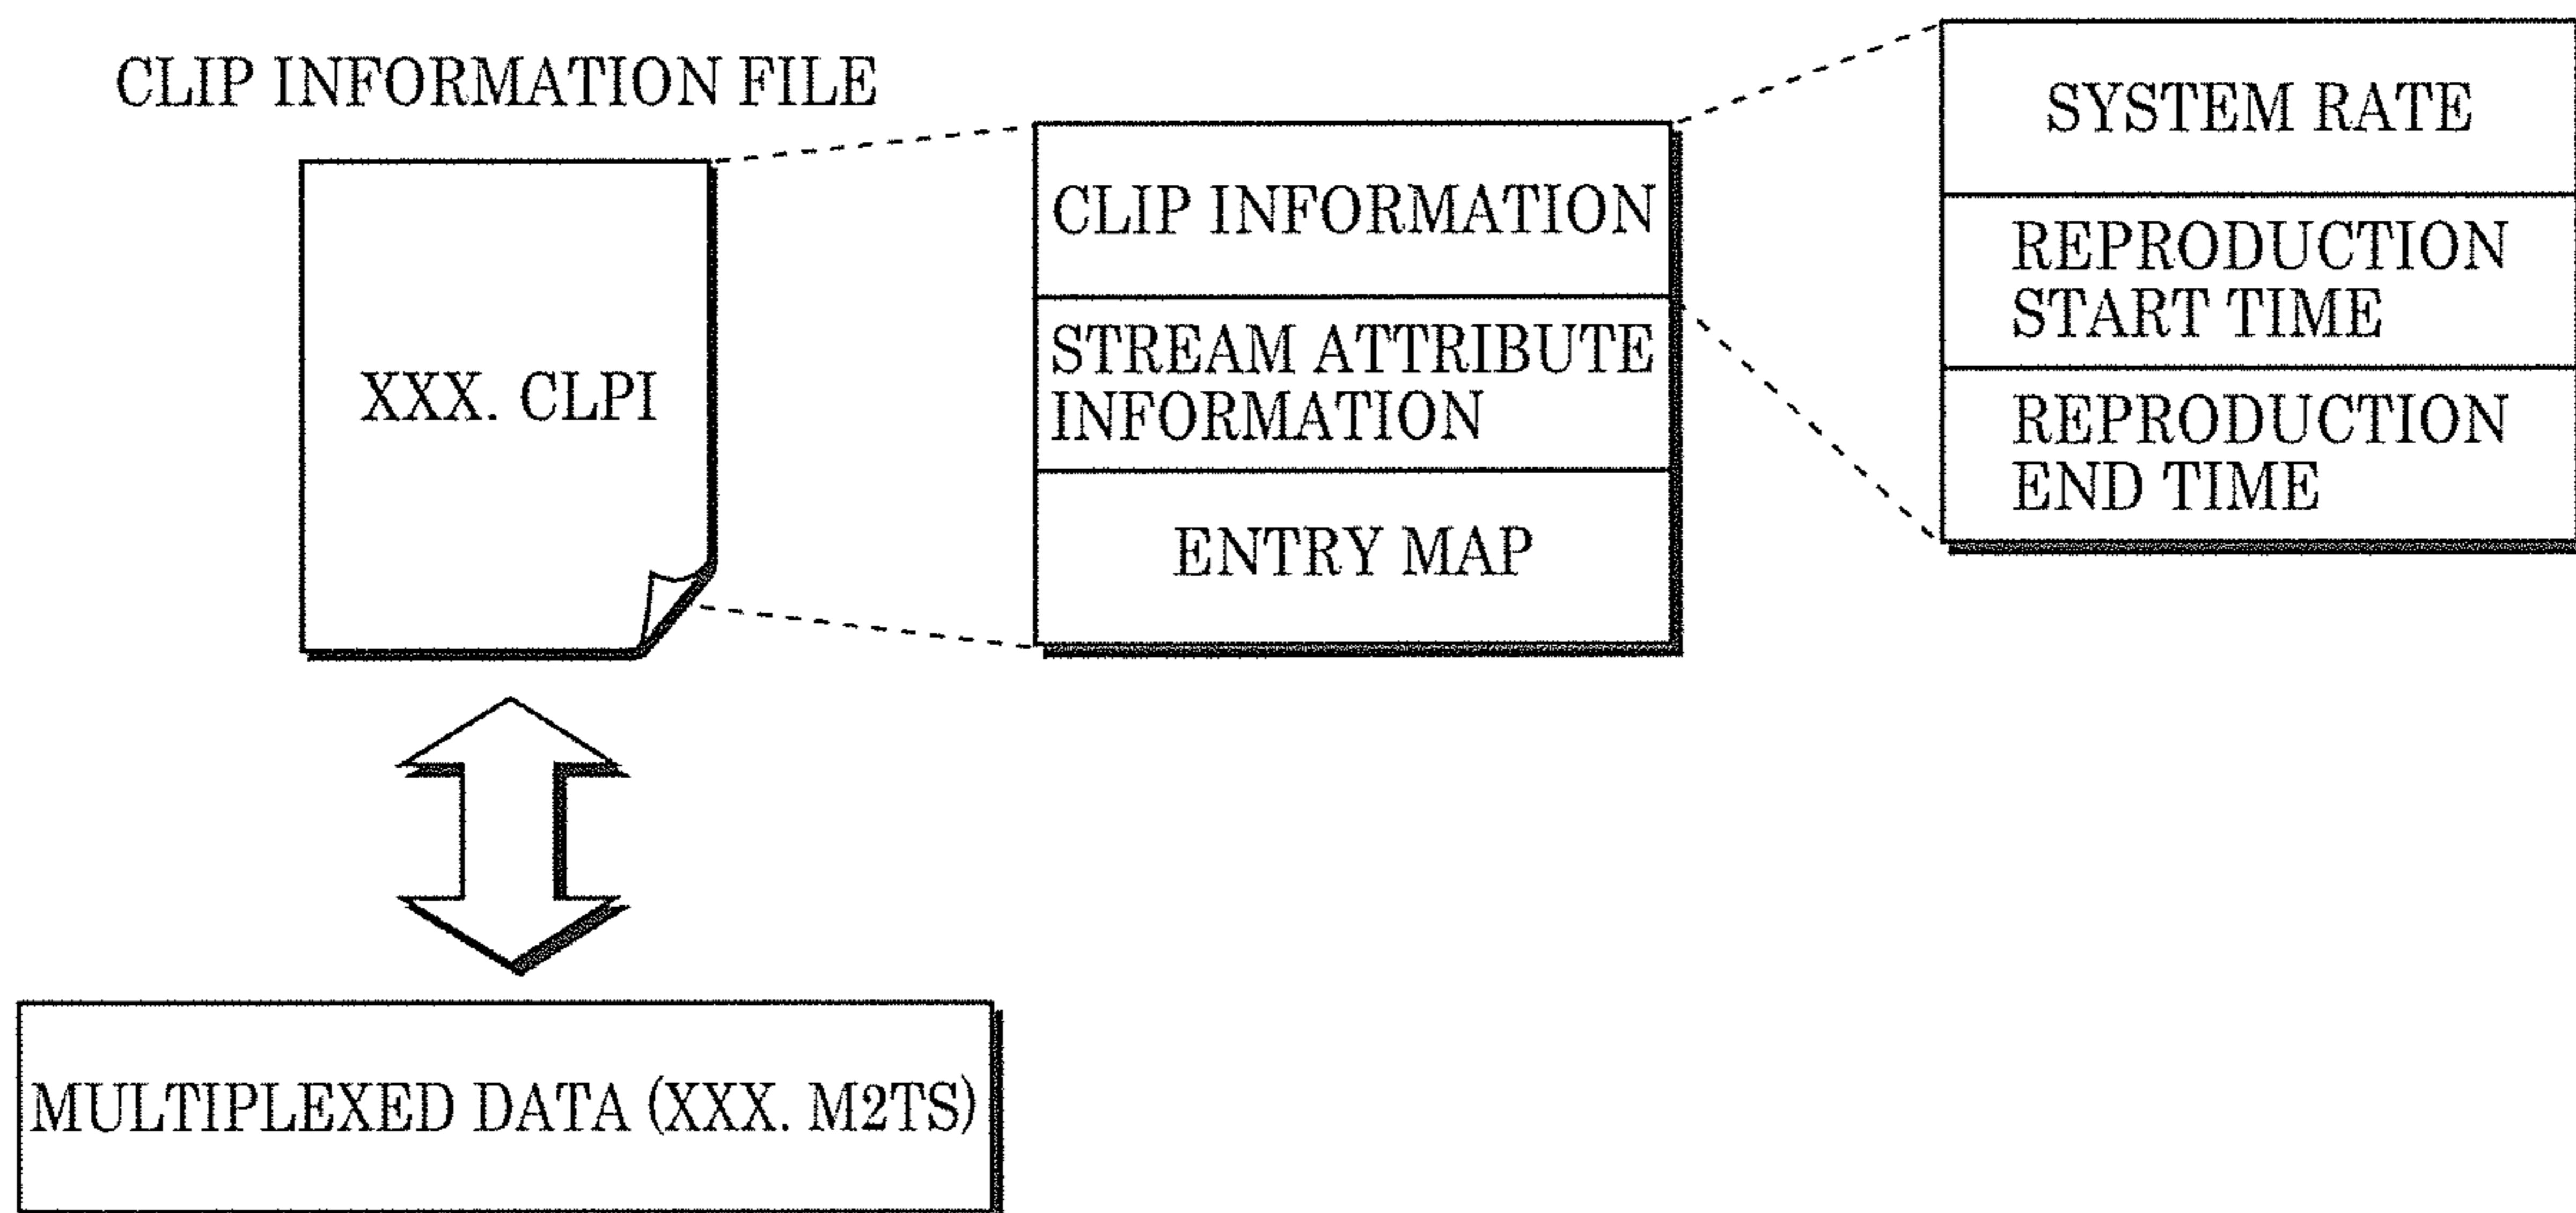 CLIP INFORMATION FILE
XXX. CLPI
CLIP INFORMATION
STREAM ATTRIBUTE
INFORMATION
ENTRY MAP
SYSTEM RATE
REPRODUCTION
START TIME
REPRODUCTION
END TIME
MULTIPLEXED DATA (XXX. M2TS)